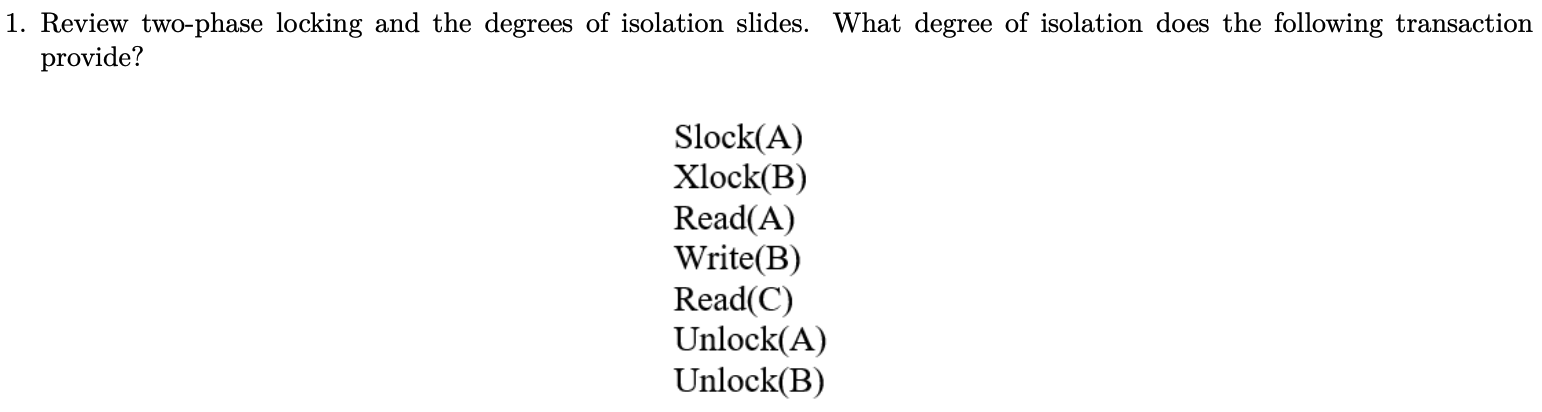 1. Review two-phase locking and the degrees of isolation slides. What degree of isolation does the following transaction
provide?
Slock(A)
Xlock(B)
Read(A)
Write(B)
Read(C)
Unlock(A)
Unlock(B)